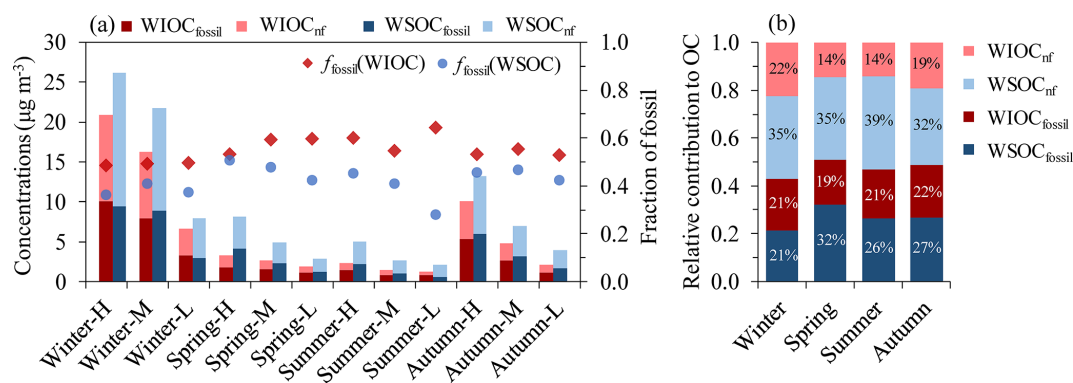 (a) WIOCfossil WIOCnf WSOCfossil WSOCnf
ffossil(WIOC) ffossil(WSOC)
Concentrations (µg m-3)
30
25
20
15
10
5
0
Fraction of fossil
1.0
0.8
0.6
0.4
0.2
0.0
Winter-H
Winter-M
Winter-L
Spring-H
Spring-M
Spring-L
Summer-H
Summer-M
Summer-L
Autumn-H
Autumn-M
Autumn-L
(b)
Relative contribution to OC
1.0
0.8
0.6
0.4
0.2
0.0
22% 14% 14% 19%
35% 35% 39% 32%
21% 19% 21% 22%
21% 32% 26% 27%
Winter
Spring
Summer
Autumn
WIOCnf
WSOCnf
WIOCfossil
WSOCfossil